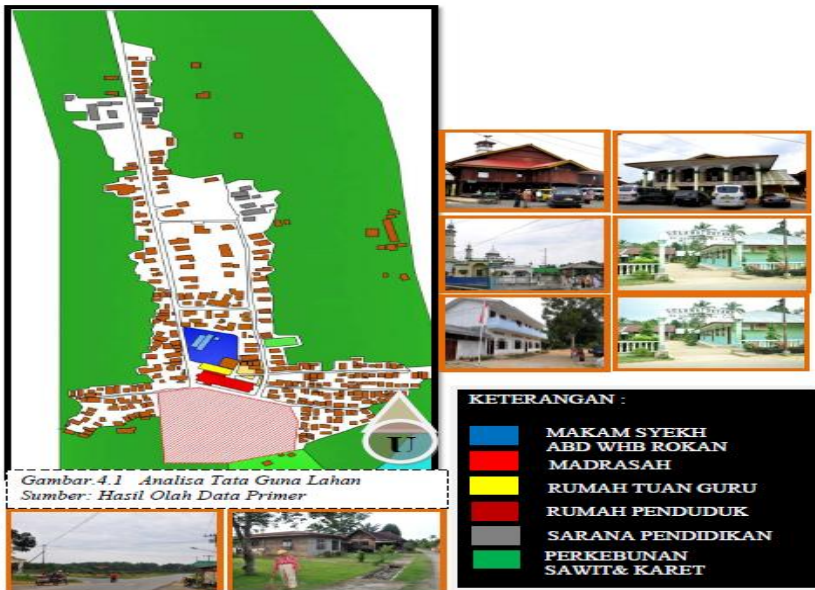 U
Gambar.4.1 Analisa Tata Guna Lahan
Sumber: Hasil Olah Data Primer
KETERANGAN :
MAKAM SYEKH
ABD WHB ROKAN
MADRASAH
RUMAH TUAN GURU
RUMAH PENDUDUK
SARANA PENDIDIKAN
PERKEBUNAN
SAWIT& KARET